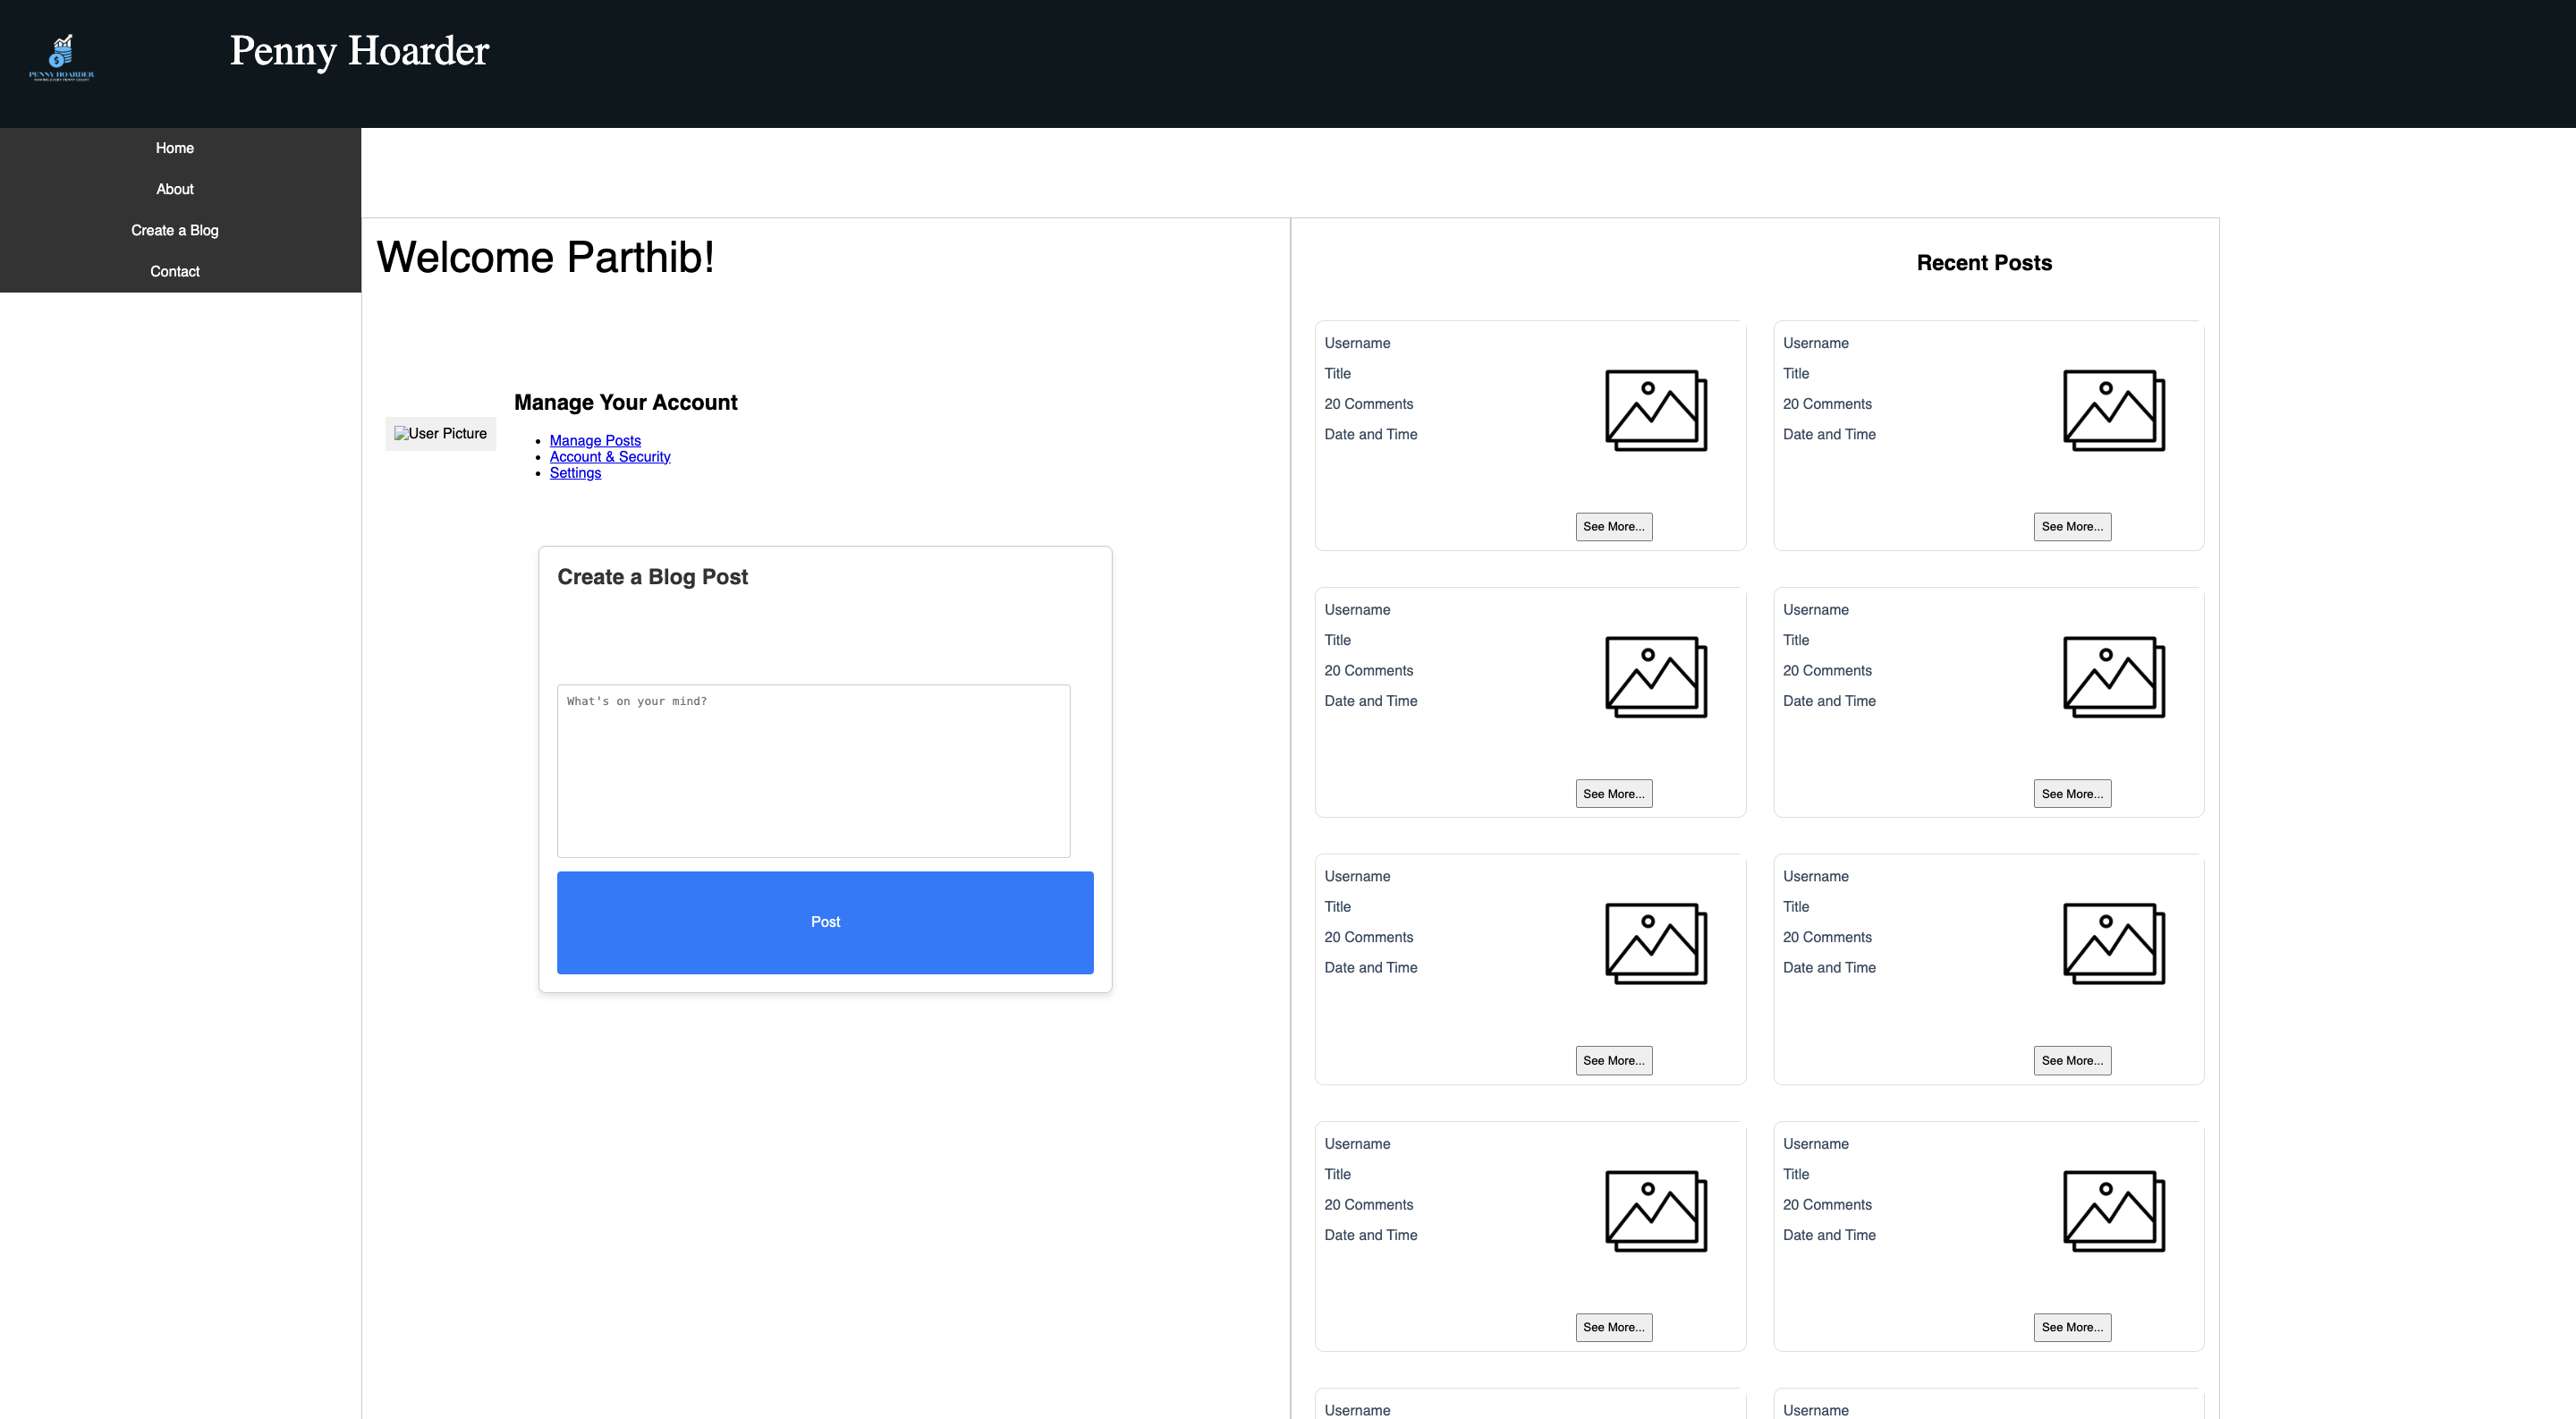 PENNY HOARDER
MAKING EVERY PENNY COUNT
Penny Hoarder
Home
About
Create a Blog
Contact
Welcome Parthib!
Manage Your Account
User Picture
Manage Posts
Account & Security
Settings
Create a Blog Post
What's on your mind?
Post
Recent Posts
Username
Title
20 Comments
Date and Time
See More...
Username
Title
20 Comments
Date and Time
See More...
Username
Title
20 Comments
Date and Time
See More...
Username
Title
20 Comments
Date and Time
See More...
Username
Title
20 Comments
Date and Time
See More...
Username
Title
20 Comments
Date and Time
See More...
Username
Title
20 Comments
Date and Time
See More...
Username
Title
20 Comments
Date and Time
See More...
Username
Username